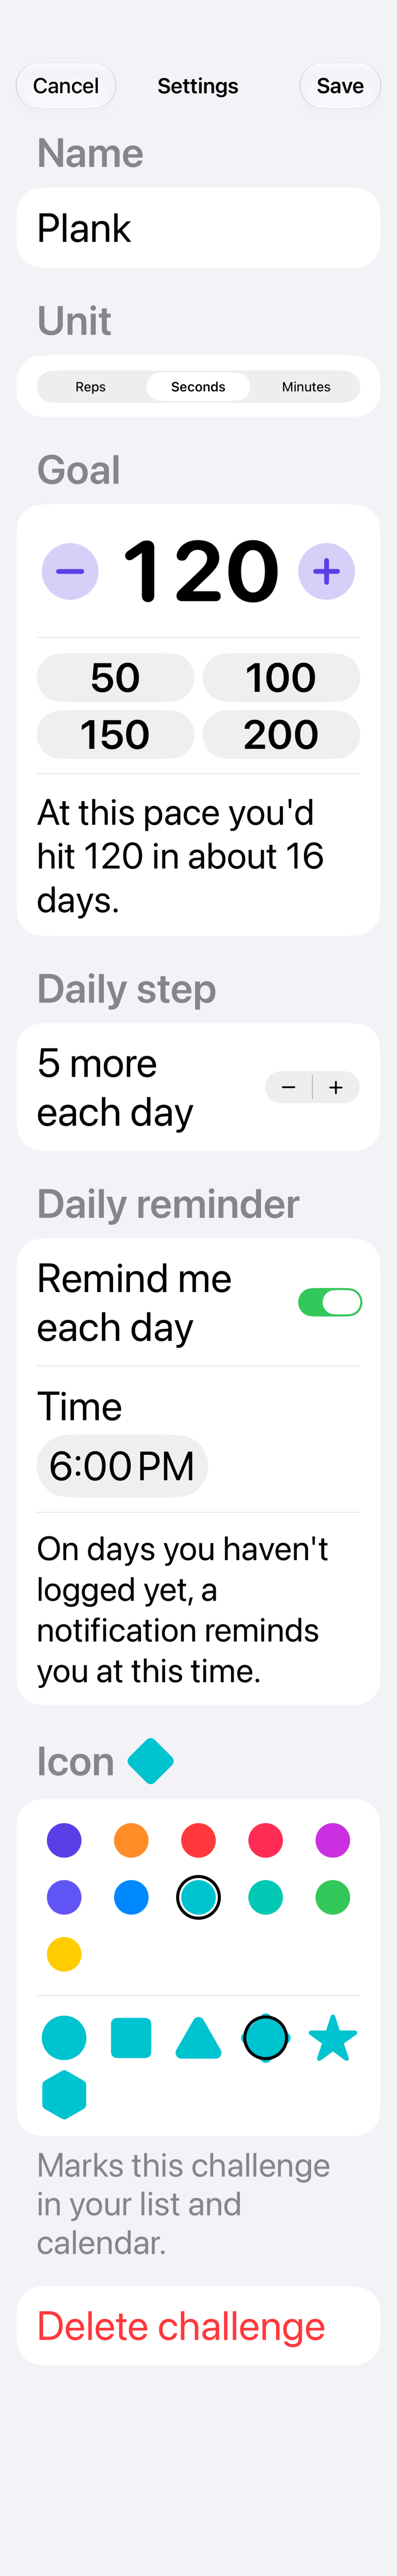 Cancel
Settings
Save
Name
Plank
Unit
Reps
Seconds
Minutes
Goal
120
50
100
150
200
At this pace you'd
hit 120 in about 16
days.
Daily step
5 more
each day
Daily reminder
Remind me
each day
Time
6:00 PM
On days you haven't
logged yet, a
notification reminds
you at this time.
Icon
Marks this challenge
in your list and
calendar.
Delete challenge